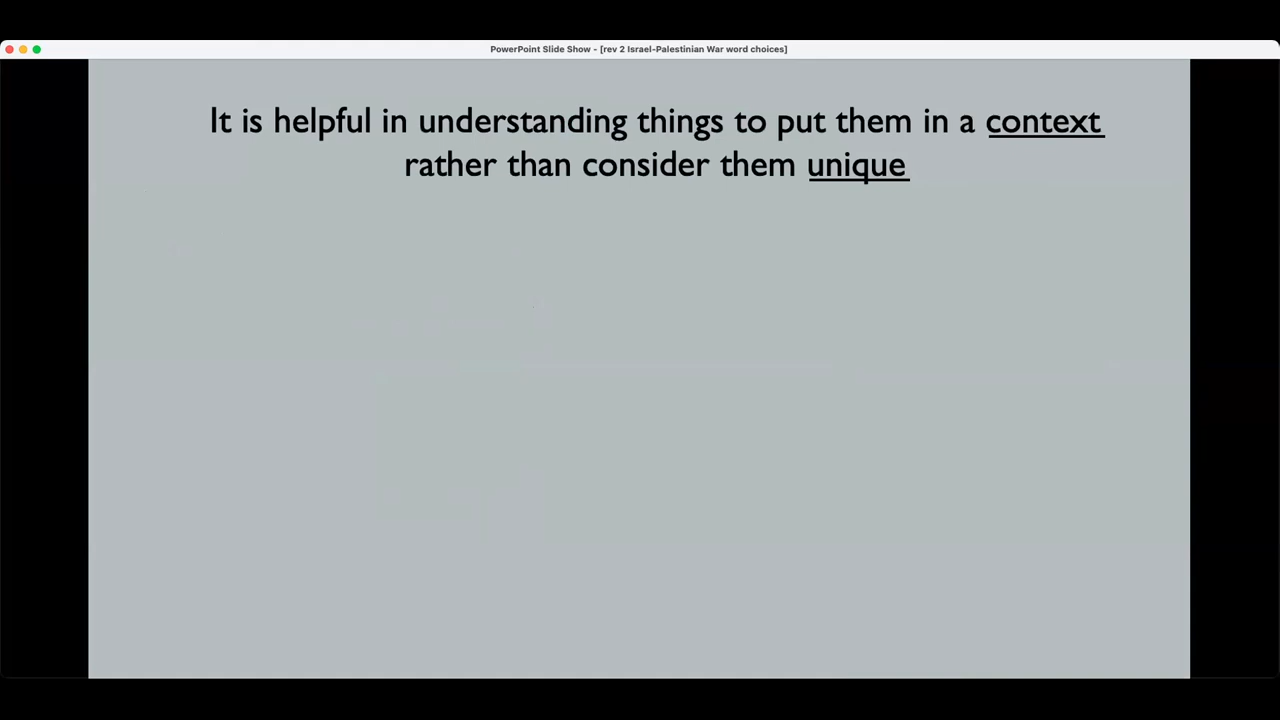 PowerPoint Slide Show - [rev 2 Israel-Palestinian War word choices]
It is helpful in understanding things to put them in a context
rather than consider them unique